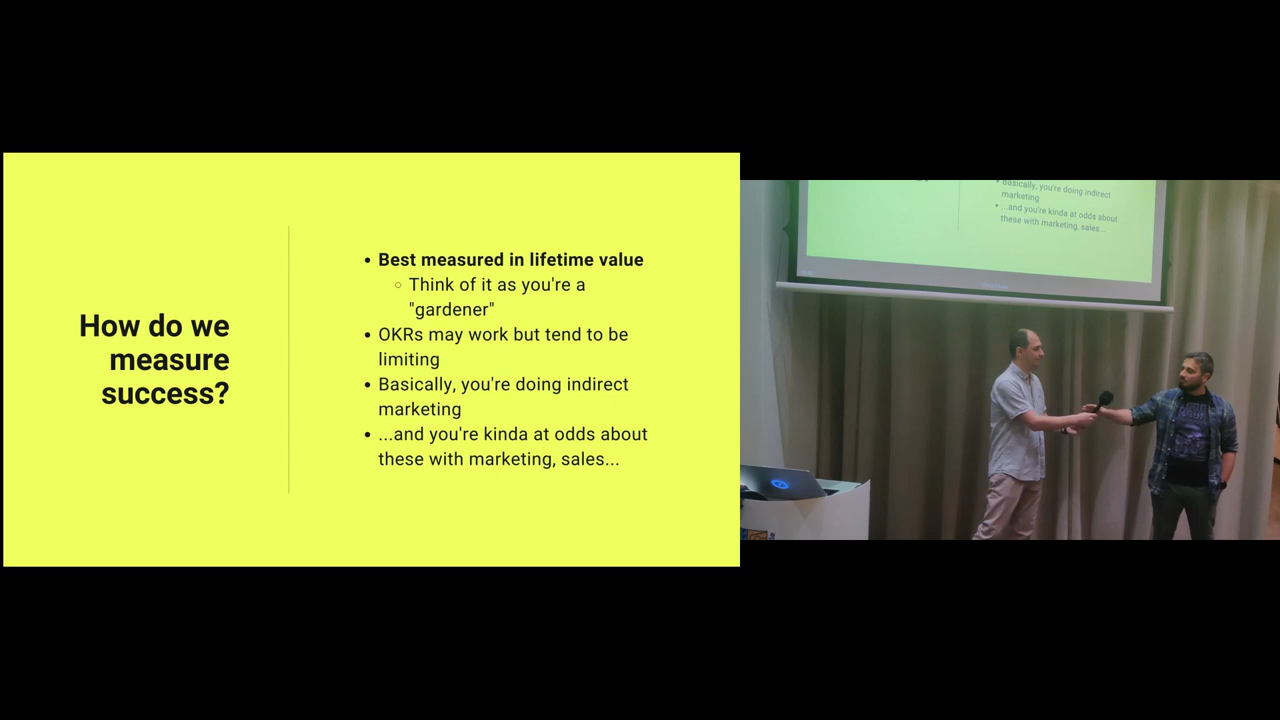 How do we
measure
success?
• Best measured in lifetime value
○ Think of it as you're a
"gardener"
• OKRs may work but tend to be
limiting
• Basically, you're doing indirect
marketing
• ...and you're kinda at odds about
these with marketing, sales...
• Basically, you're doing indirect
marketing
• ...and you're kinda at odds about
these with marketing, sales...